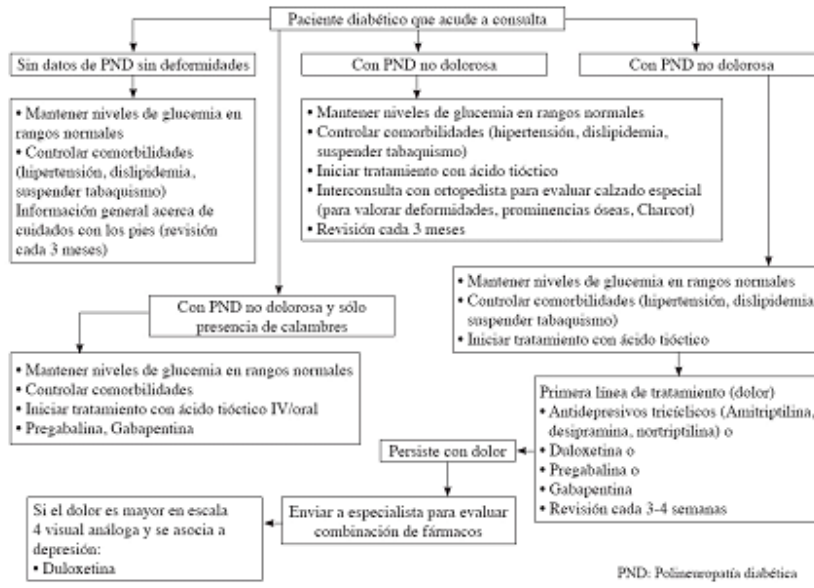 Paciente diabético que acude a consulta
Sin datos de PND sin deformidades
Con PND no dolorosa
Con PND no dolorosa
• Mantener niveles de glucemia en
rangos normales
• Controlar comorbilidades
(hipertensión, dislipidemia,
suspender tabaquismo)
Información general acerca de
cuidados con los pies (revisión
cada 3 meses)
• Mantener niveles de glucemia en rangos normales
• Controlar comorbilidades (hipertensión, dislipidemia,
suspender tabaquismo)
• Iniciar tratamiento con ácido tióctico
• Interconsulta con ortopedista para evaluar calzado especial
(para valorar deformidades, prominencias óseas, Charcot)
• Revisión cada 3 meses
• Mantener niveles de glucemia en rangos normales
• Controlar comorbilidades (hipertensión, dislipidemia,
suspender tabaquismo)
• Iniciar tratamiento con ácido tióctico
Con PND no dolorosa y sólo
presencia de calambres
• Mantener niveles de glucemia en rangos normales
• Controlar comorbilidades
• Iniciar tratamiento con ácido tióctico IV/oral
• Pregabalina, Gabapentina
Primera línea de tratamiento (dolor)
• Antidepresivos tricíclicos (Amitriptilina,
desipramina, nortriptilina) o
• Duloxetina o
• Pregabalina o
• Gabapentina
• Revisión cada 3-4 semanas
Persiste con dolor
Enviar a especialista para evaluar
combinación de fármacos
Si el dolor es mayor en escala
4 visual análoga y se asocia a
depresión:
• Duloxetina
PND: Polineuropatía diabética